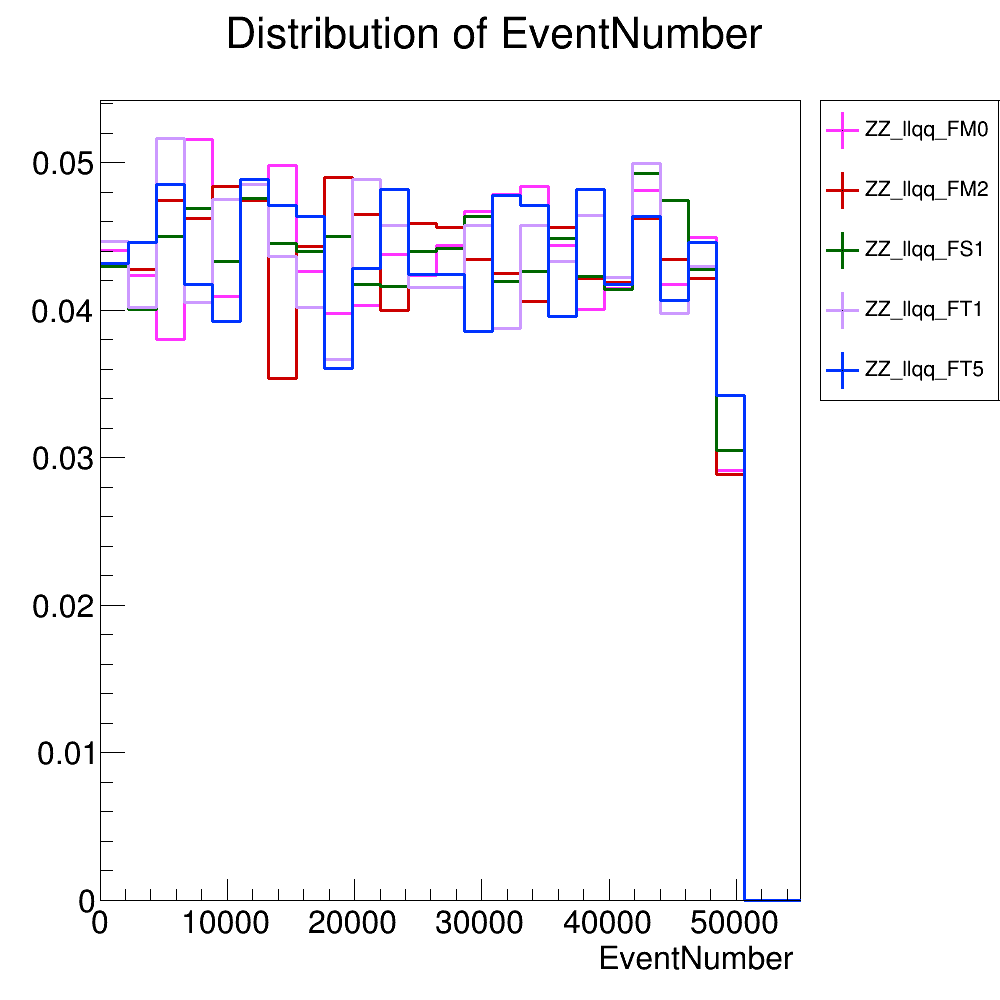 Distribution of EventNumber
0.05
0.04
0.03
0.02
0.01
0
0 10000 20000 30000 40000 50000
EventNumber
ZZ_llqq_FM0
ZZ_llqq_FM2
ZZ_llqq_FS1
ZZ_llqq_FT1
ZZ_llqq_FT5